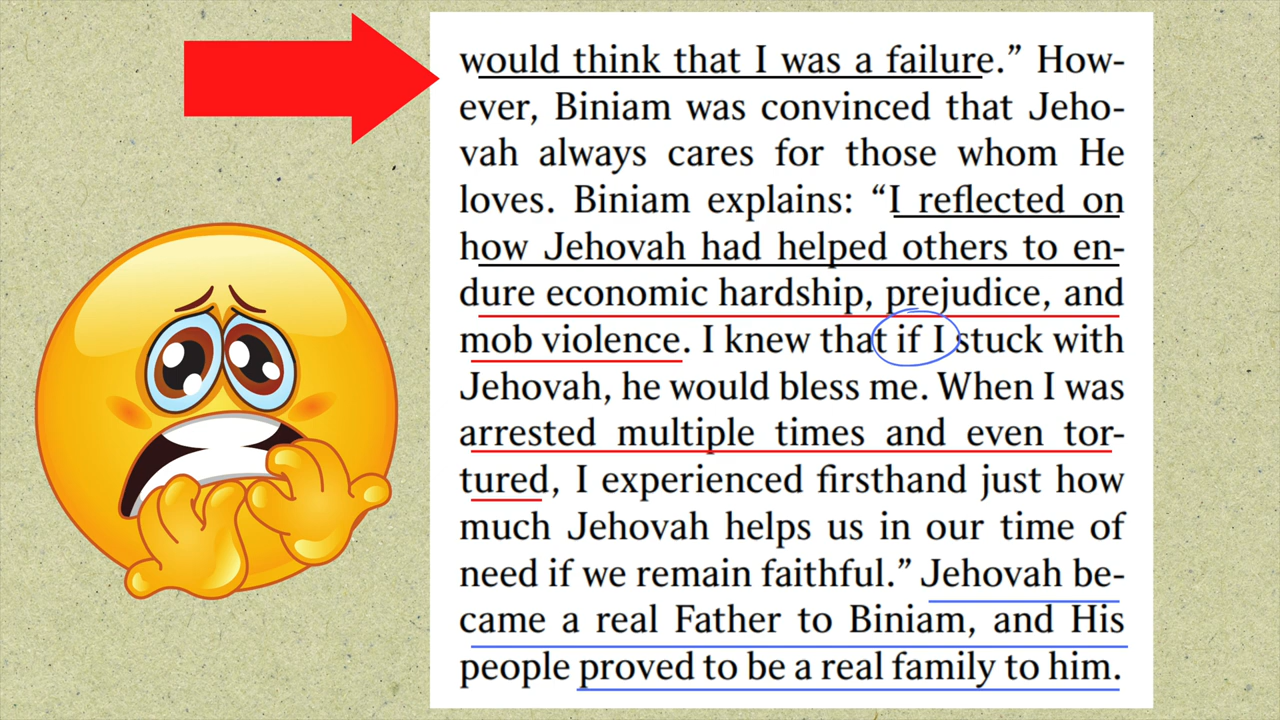 would think that I was a failure.” How-
ever, Biniam was convinced that Jeho-
vah always cares for those whom He
loves. Biniam explains: “I reflected on
how Jehovah had helped others to en-
dure economic hardship, prejudice, and
mob violence. I knew that if I stuck with
Jehovah, he would bless me. When I was
arrested multiple times and even tor-
tured, I experienced firsthand just how
much Jehovah helps us in our time of
need if we remain faithful.” Jehovah be-
came a real Father to Biniam, and His
people proved to be a real family to him.